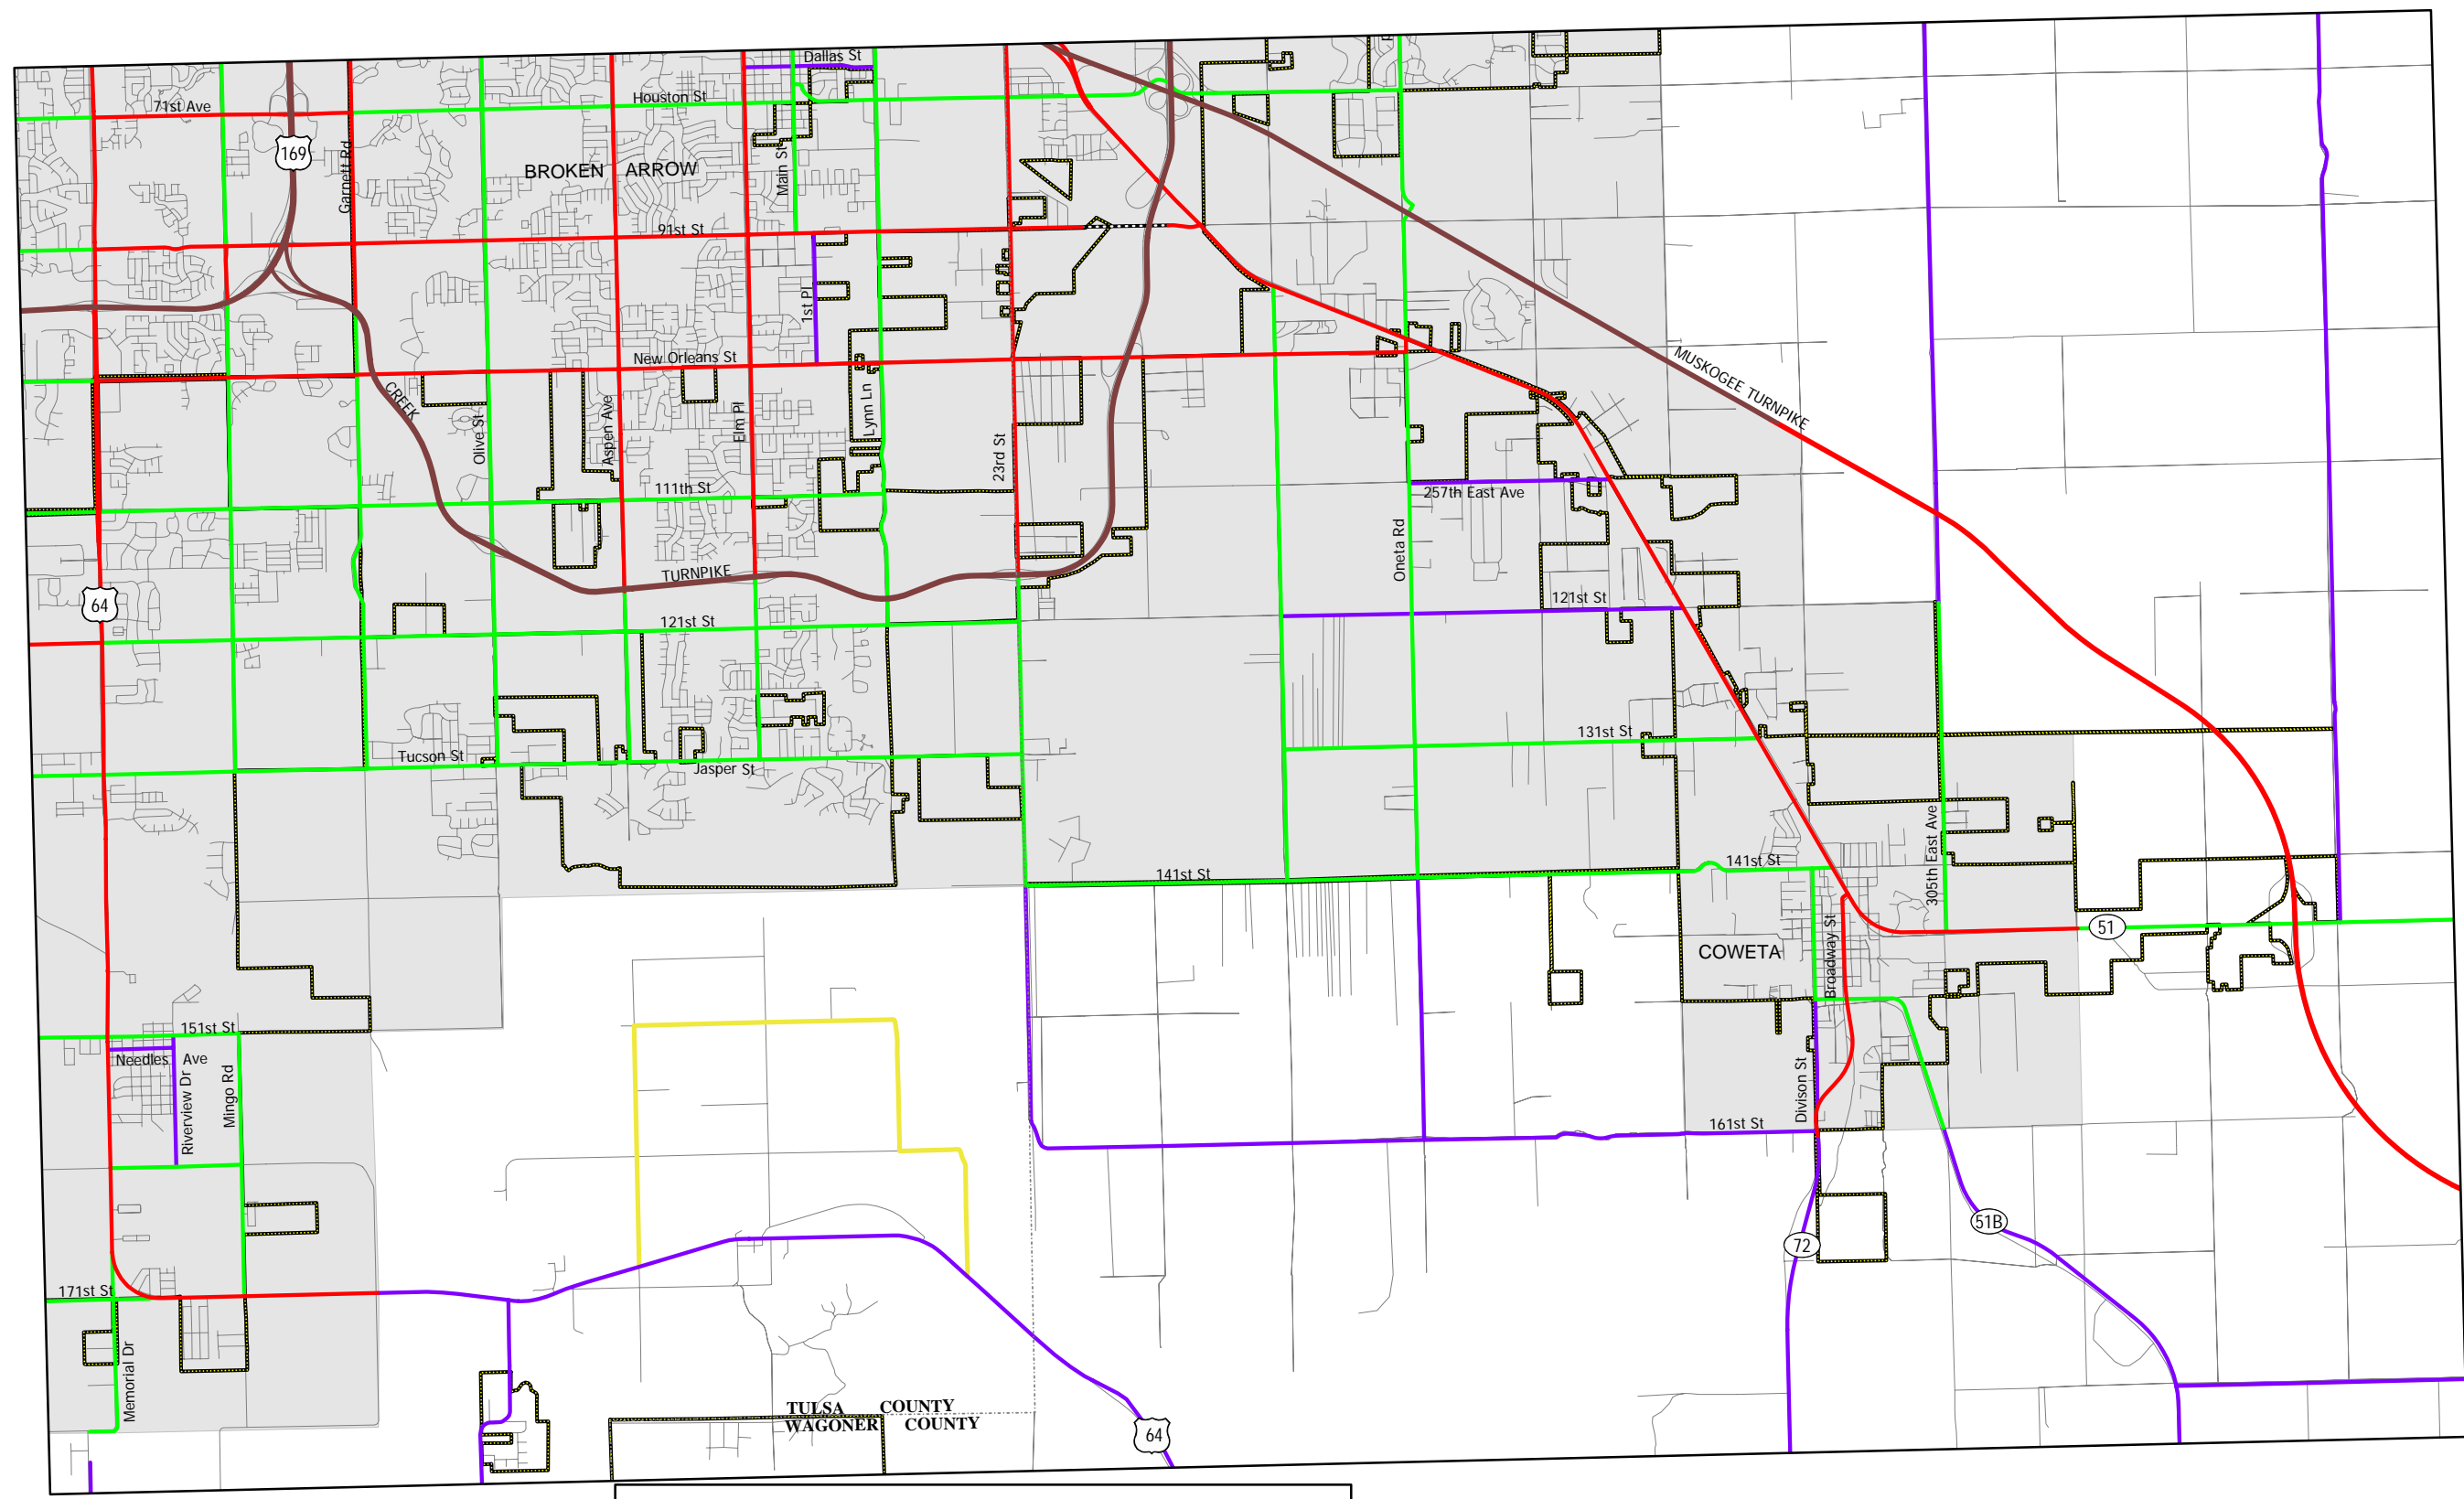 Dallas St
71st Ave
Houston St
169
Garnett Rd
BROKEN ARROW
Main St
91st St
1st Pl
New Orleans St
MUSKOGEE TURNPIKE
CREEK
Olive St
Aspen Ave
Elm Pl
Lynn Ln
23rd St
111th St
257th East Ave
Oneta Rd
TURNPIKE
64
121st St
121st St
131st St
Tucson St
Jasper St
141st St
141st St
305th East Ave
51
Broadway St
COWETA
151st St
Needles Ave
Riverview Dr
Mingo Rd
Divison St
161st St
51B
72
171st St
Memorial Dr
TULSA COUNTY
WAGONER COUNTY
64